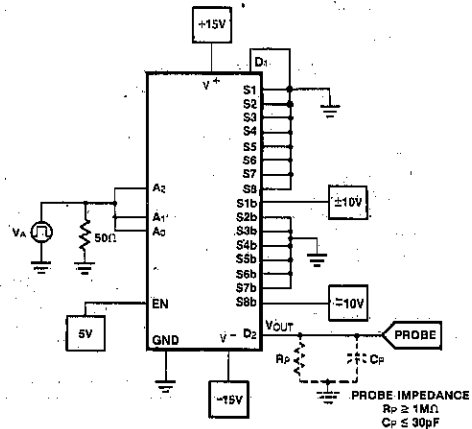 +15V
D1
V+
S1
S2
S3
S4
S5
S6
S7
S8
S1b
±10V
S2b
S3b
S4b
S5b
S6b
S7b
S8b
∓10V
A2
A1
A0
VA
50Ω
EN
5V
GND
V−
D2
VOUT
PROBE
RP
CP
−15V
PROBE IMPEDANCE
RP ≥ 1MΩ
CP ≤ 30pF